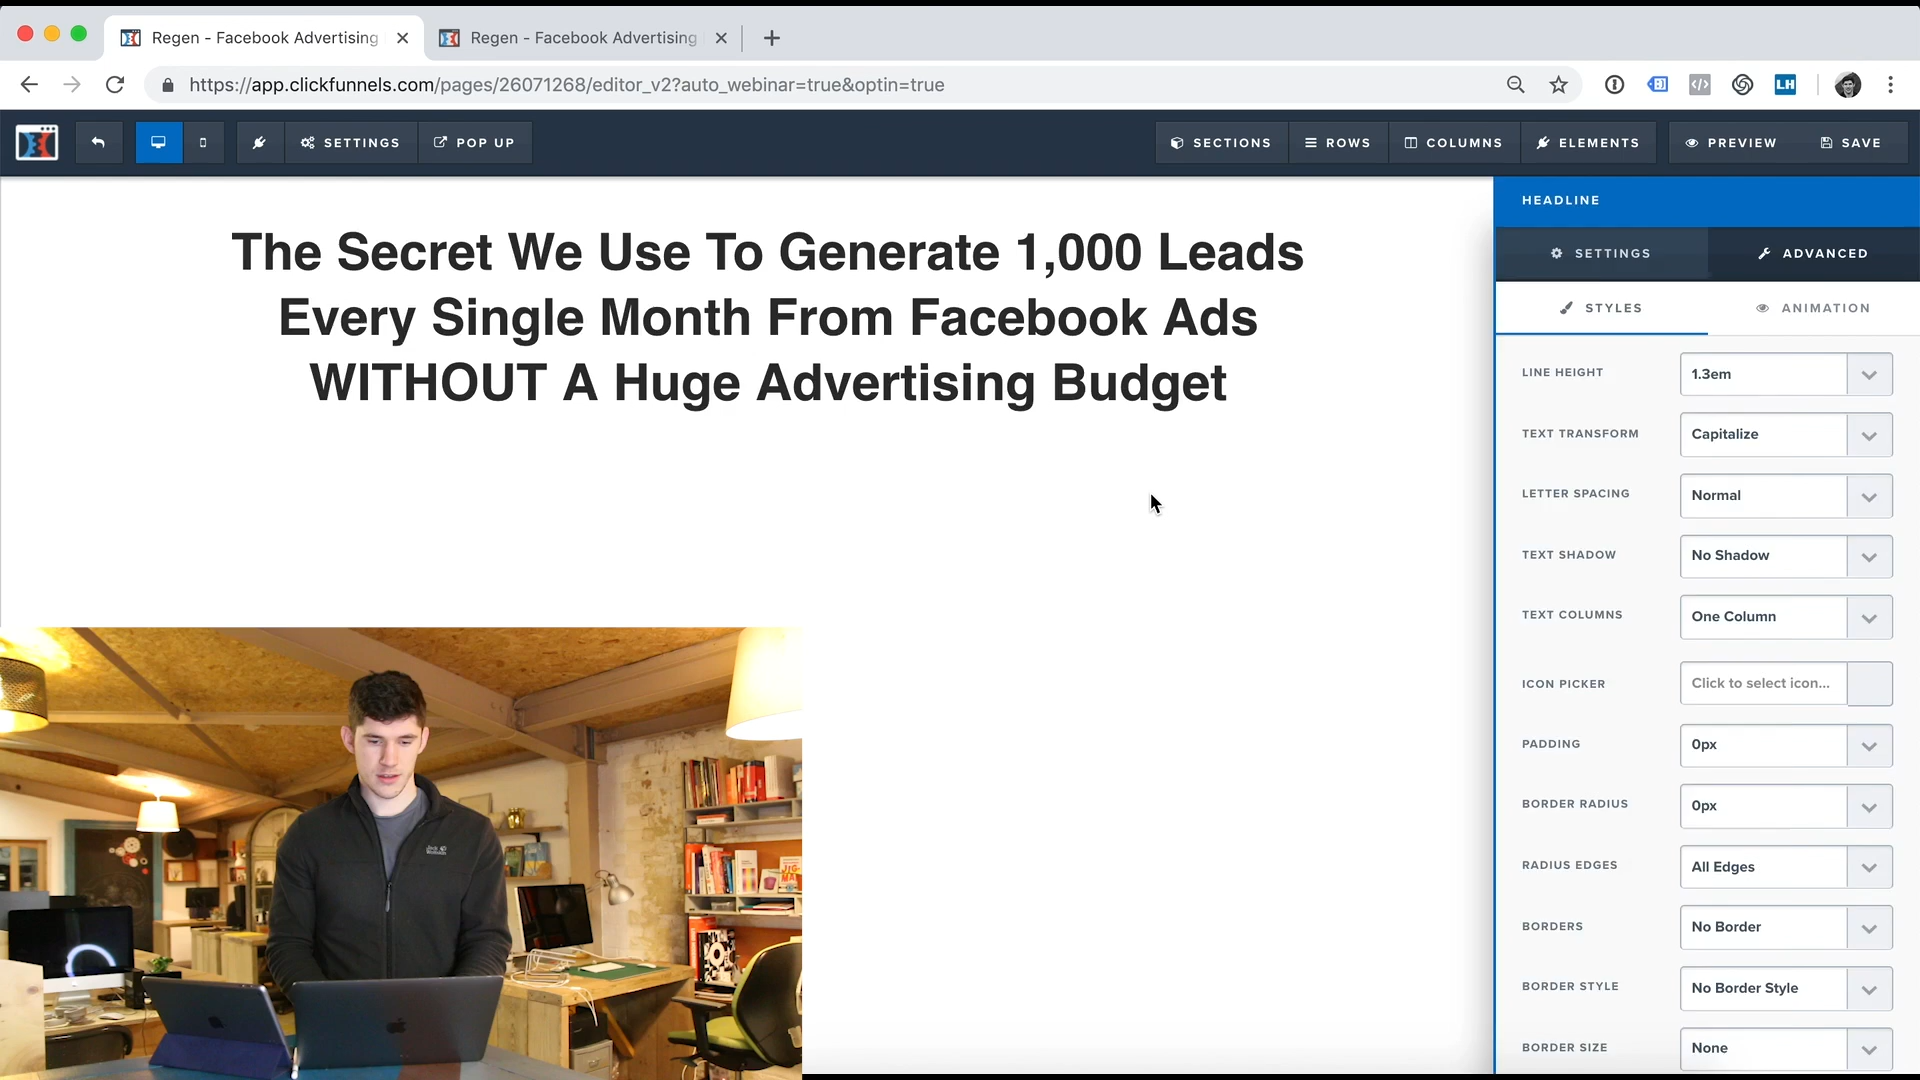 Regen - Facebook Advertising
Regen - Facebook Advertising
https://app.clickfunnels.com/pages/26071268/editor_v2?auto_webinar=true&optin=true
LH
SETTINGS
POP UP
SECTIONS
ROWS
COLUMNS
ELEMENTS
PREVIEW
SAVE
HEADLINE
SETTINGS
ADVANCED
STYLES
ANIMATION
The Secret We Use To Generate 1,000 Leads
Every Single Month From Facebook Ads
WITHOUT A Huge Advertising Budget
LINE HEIGHT
1.3em
TEXT TRANSFORM
Capitalize
LETTER SPACING
Normal
TEXT SHADOW
No Shadow
TEXT COLUMNS
One Column
ICON PICKER
Click to select icon...
PADDING
0px
BORDER RADIUS
0px
RADIUS EDGES
All Edges
BORDERS
No Border
BORDER STYLE
No Border Style
BORDER SIZE
None